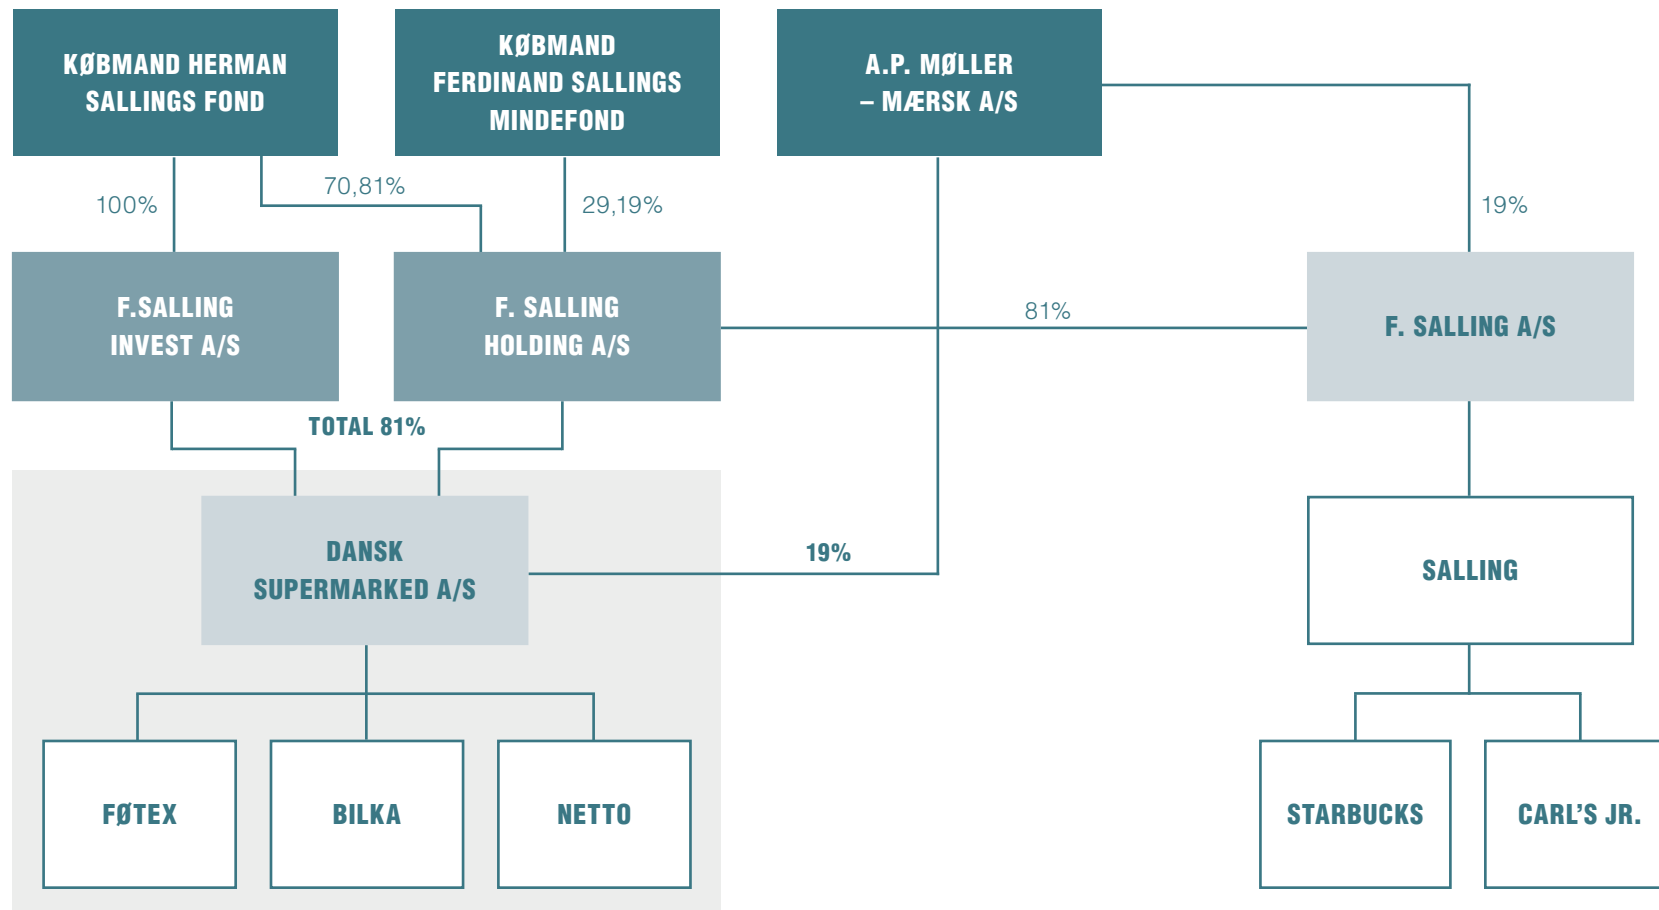 KØBMAND HERMAN
SALLINGS FOND
KØBMAND
FERDINAND SALLINGS
MINDEFOND
A.P. MØLLER
– MÆRSK A/S
100%
70,81%
29,19%
19%
F.SALLING
INVEST A/S
F. SALLING
HOLDING A/S
81%
F. SALLING A/S
TOTAL 81%
DANSK
SUPERMARKED A/S
19%
SALLING
FØTEX
BILKA
NETTO
STARBUCKS
CARL’S JR.